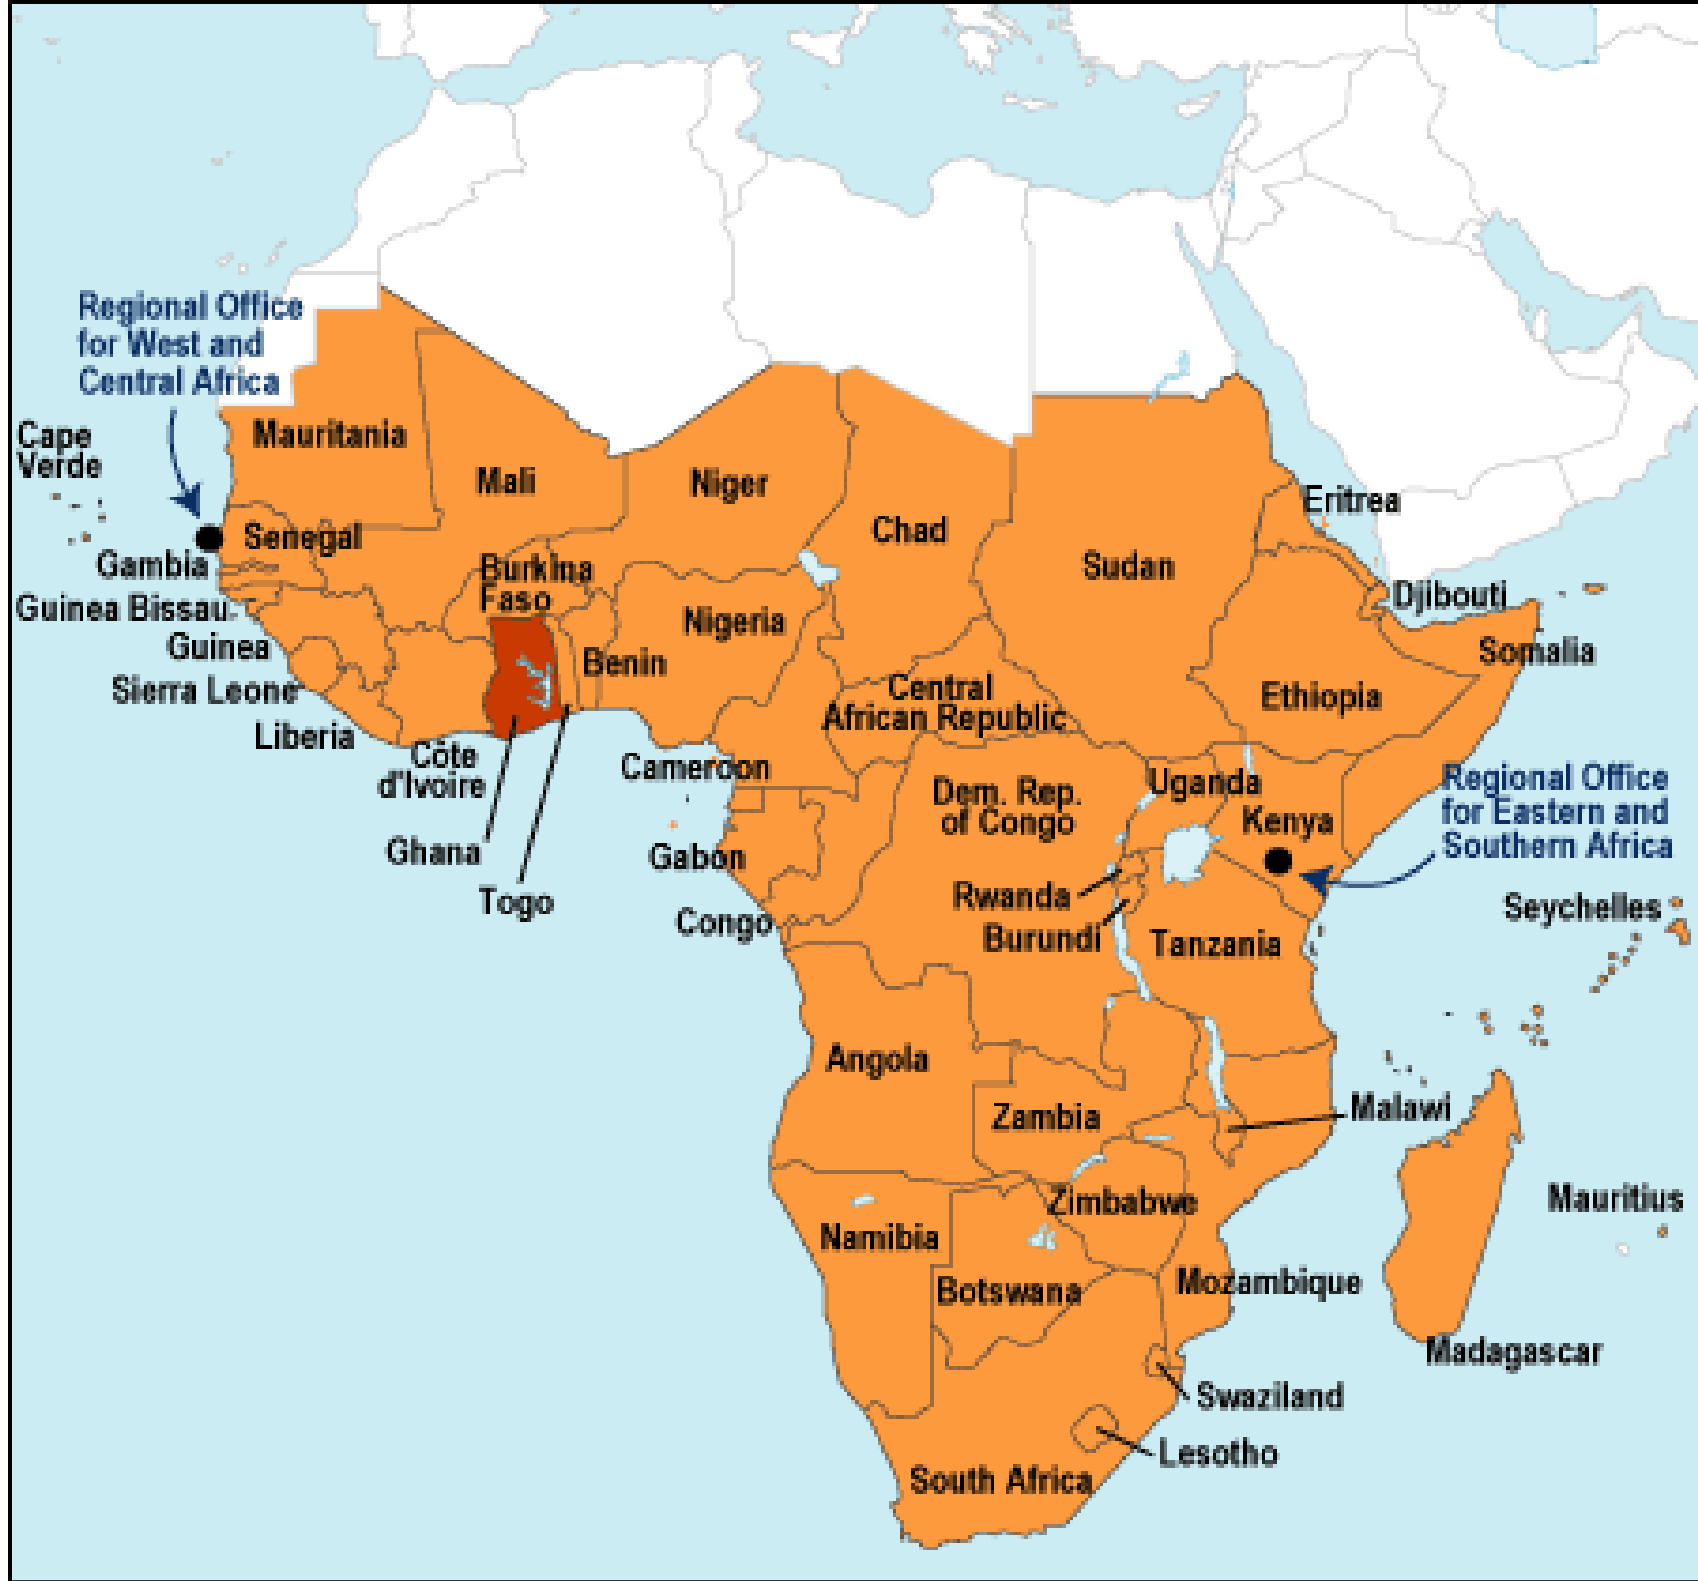 Regional Office
for West and
Central Africa
Cape
Verde
Mauritania
Mali
Niger
Chad
Sudan
Eritrea
Senegal
Gambia
Guinea Bissau
Guinea
Sierra Leone
Liberia
Côte
d'Ivoire
Burkina
Faso
Ghana
Togo
Benin
Nigeria
Cameroon
Central
African Republic
Djibouti
Somalia
Ethiopia
Uganda
Kenya
Regional Office
for Eastern and
Southern Africa
Dem. Rep.
of Congo
Gabon
Congo
Rwanda
Burundi
Tanzania
Seychelles
Angola
Zambia
Malawi
Zimbabwe
Mauritius
Namibia
Botswana
Mozambique
Madagascar
Swaziland
Lesotho
South Africa